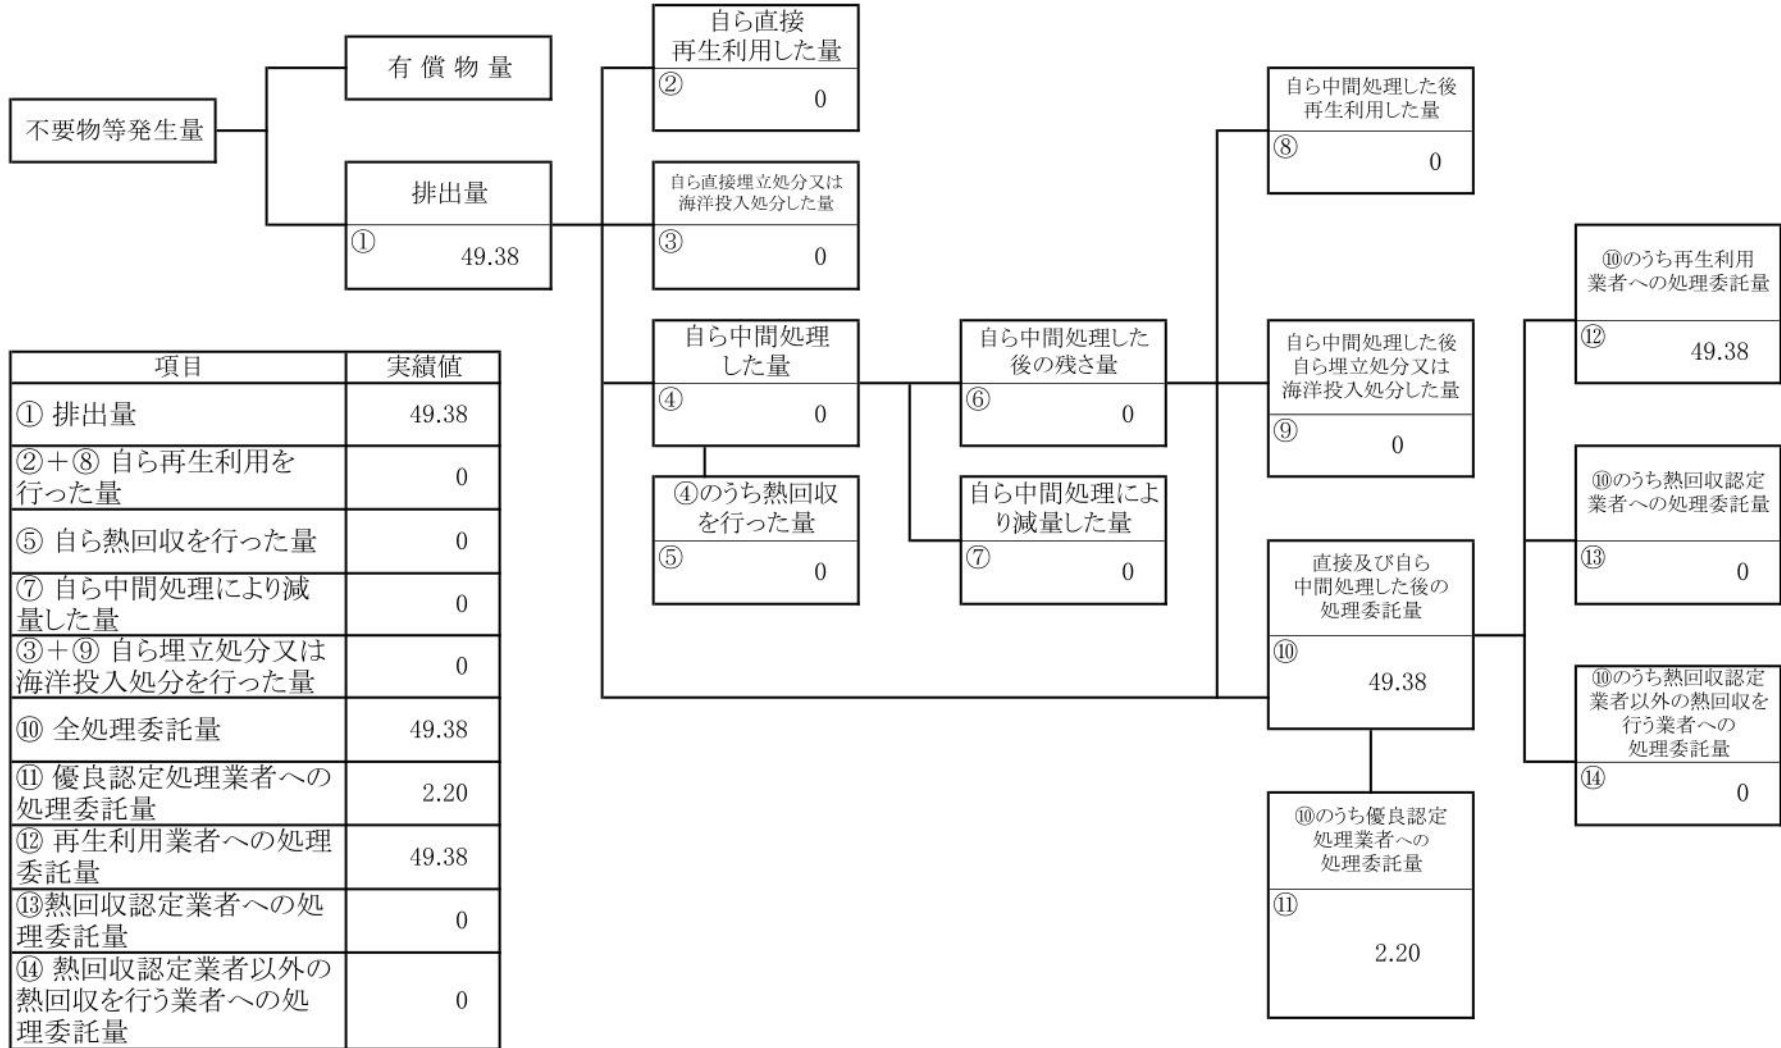 不要物等発生量
有償物量
排出量
①
49.38
自ら直接
再生利用した量
②
0
自ら直接埋立処分又は
海洋投入処分した量
③
0
自ら中間処理
した量
④
0
④のうち熱回収
を行った量
⑤
0
自ら中間処理した
後の残さ量
⑥
0
自ら中間処理によ
り減量した量
⑦
0
自ら中間処理した後
再生利用した量
⑧
0
自ら中間処理した後
自ら埋立処分又は
海洋投入処分した量
⑨
0
直接及び自ら
中間処理した後の
処理委託量
⑩
49.38
⑩のうち優良認定
処理業者への
処理委託量
⑪
2.20
⑩のうち再生利用
業者への処理委託量
⑫
49.38
⑩のうち熱回収認定
業者への処理委託量
⑬
0
⑩のうち熱回収認定
業者以外の熱回収を
行う業者への
処理委託量
⑭
0
項目 実績値
① 排出量 49.38
②+⑧ 自ら再生利用を
行った量 0
⑤ 自ら熱回収を行った量 0
⑦ 自ら中間処理により減
量した量 0
③+⑨ 自ら埋立処分又は
海洋投入処分を行った量 0
⑩ 全処理委託量 49.38
⑪ 優良認定処理業者への
処理委託量 2.20
⑫ 再生利用業者への処理
委託量 49.38
⑬熱回収認定業者への処
理委託量 0
⑭ 熱回収認定業者以外の
熱回収を行う業者への処
理委託量 0